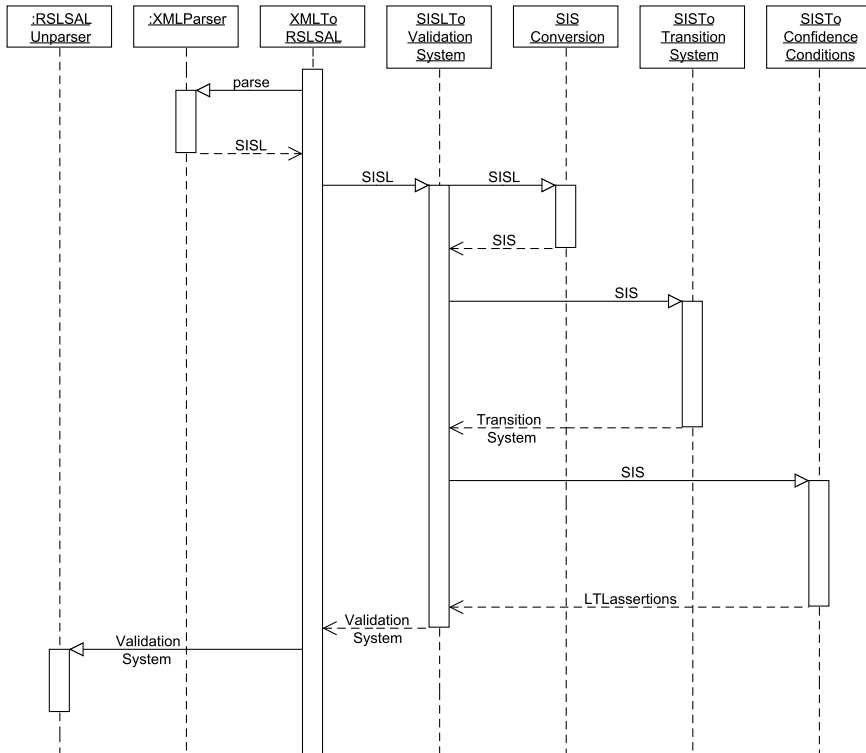 :RSLSAL
Unparser
:XMLParser
XMLTo
RSLSAL
SISLTo
Validation
System
SIS
Conversion
SISTo
Transition
System
SISTo
Confidence
Conditions
parse
SISL
SISL
SISL
SIS
SIS
Transition
System
SIS
LTLassertions
Validation
System
Validation
System